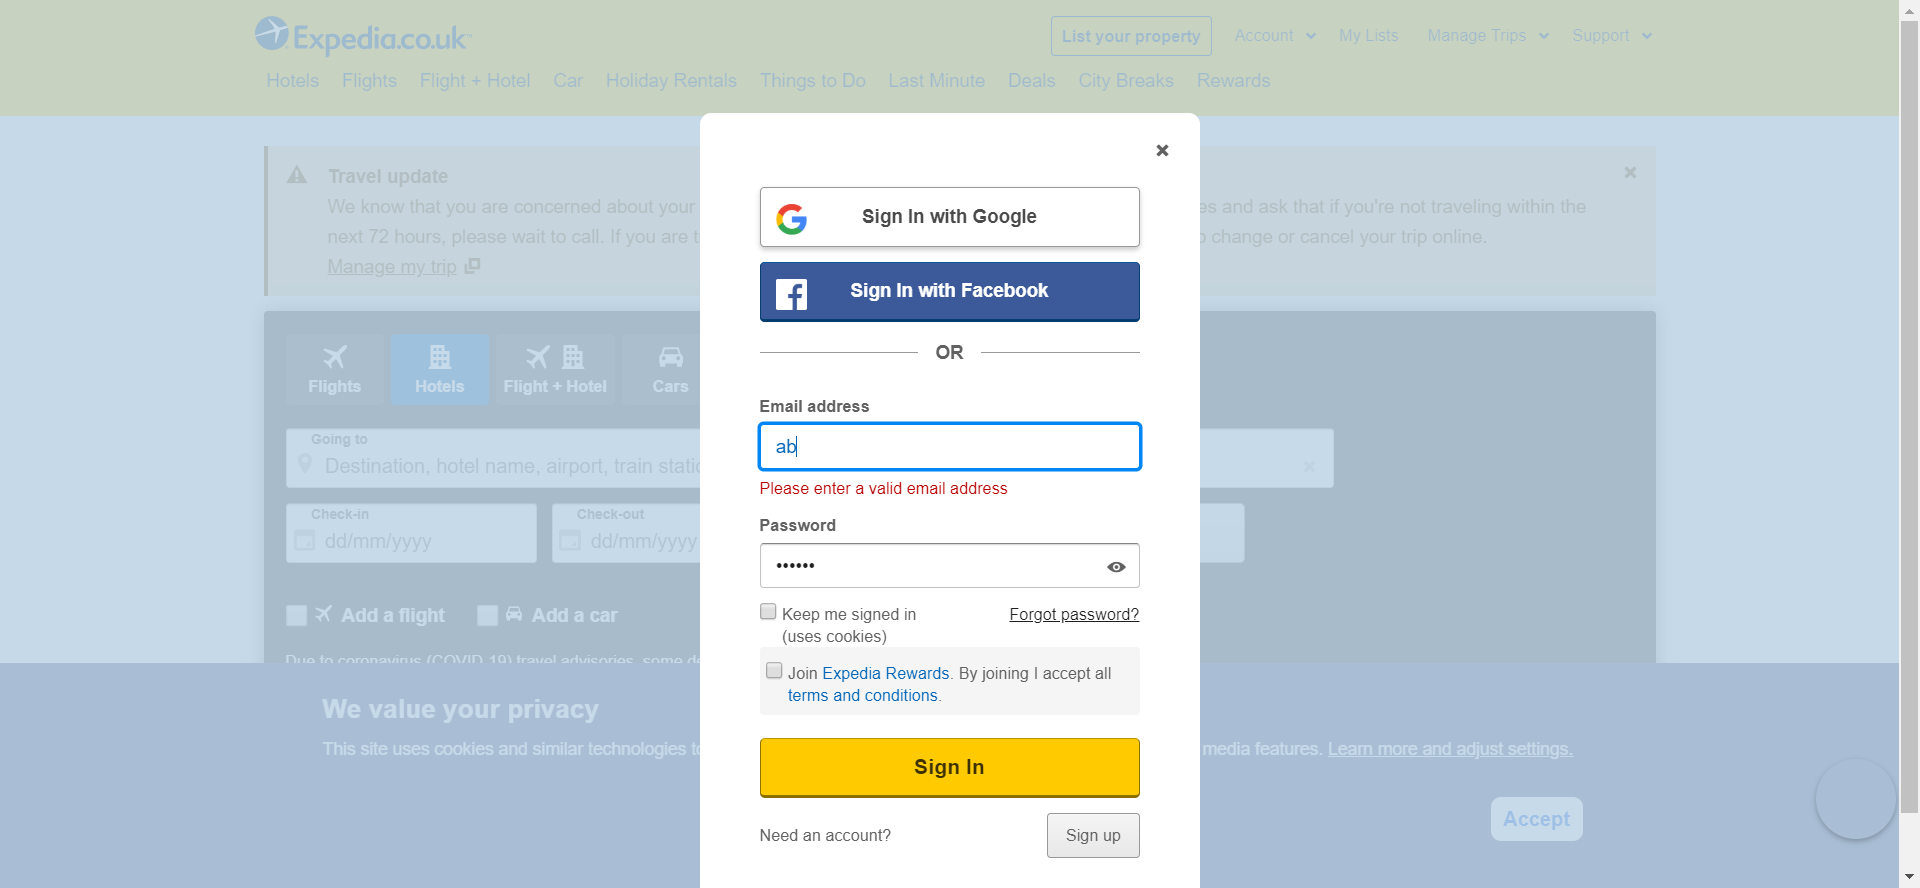 Expedia.co.uk
List your property
Account
My Lists
Manage Trips
Support
Hotels
Flights
Flight + Hotel
Car
Holiday Rentals
Things to Do
Last Minute
Deals
City Breaks
Rewards
Travel update
We know that you are concerned about your
es and ask that if you're not traveling within the
next 72 hours, please wait to call. If you are
change or cancel your trip online.
Manage my trip
Flights
Hotels
Flight + Hotel
Cars
Going to
Destination, hotel name, airport, train static
Check-in
dd/mm/yyyy
Check-out
dd/mm/yyyy
Add a flight
Add a car
Due to coronavirus (COVID-19) travel advisories, some de
Sign In with Google
Sign In with Facebook
OR
Email address
ab
Please enter a valid email address
Password
••••••
Keep me signed in
(uses cookies)
Forgot password?
Join Expedia Rewards. By joining I accept all
terms and conditions.
Sign In
Need an account?
Sign up
We value your privacy
This site uses cookies and similar technologies to
media features. Learn more and adjust settings.
Accept